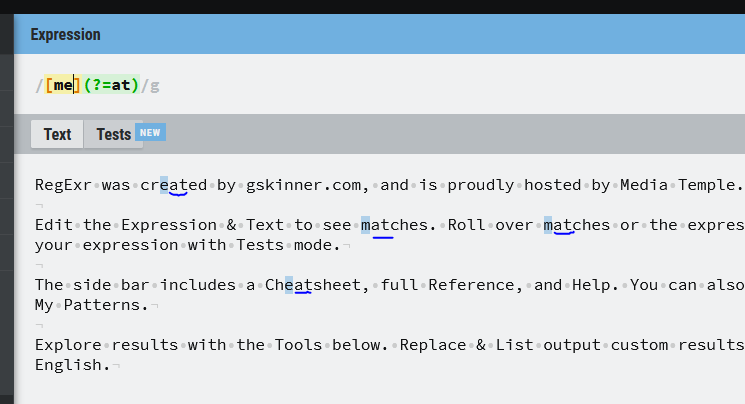 Expression
/[me](?=at)/g
Text Tests NEW
RegExr was created by gskinner.com, and is proudly hosted by Media Temple.
Edit the Expression & Text to see matches. Roll over matches or the expres
your expression with Tests mode.
The side bar includes a Cheatsheet, full Reference, and Help. You can also
My Patterns.
Explore results with the Tools below. Replace & List output custom results
English.